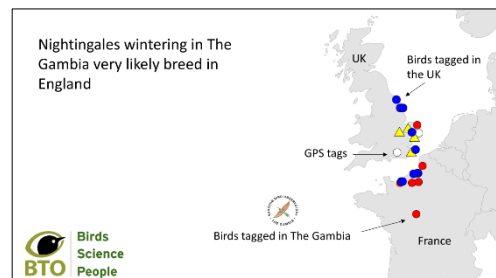 Nightingales wintering in The
Gambia very likely breed in
England
UK
Birds tagged in
the UK
GPS tags
Birds tagged in The Gambia
France
BTO
Birds
Science
People